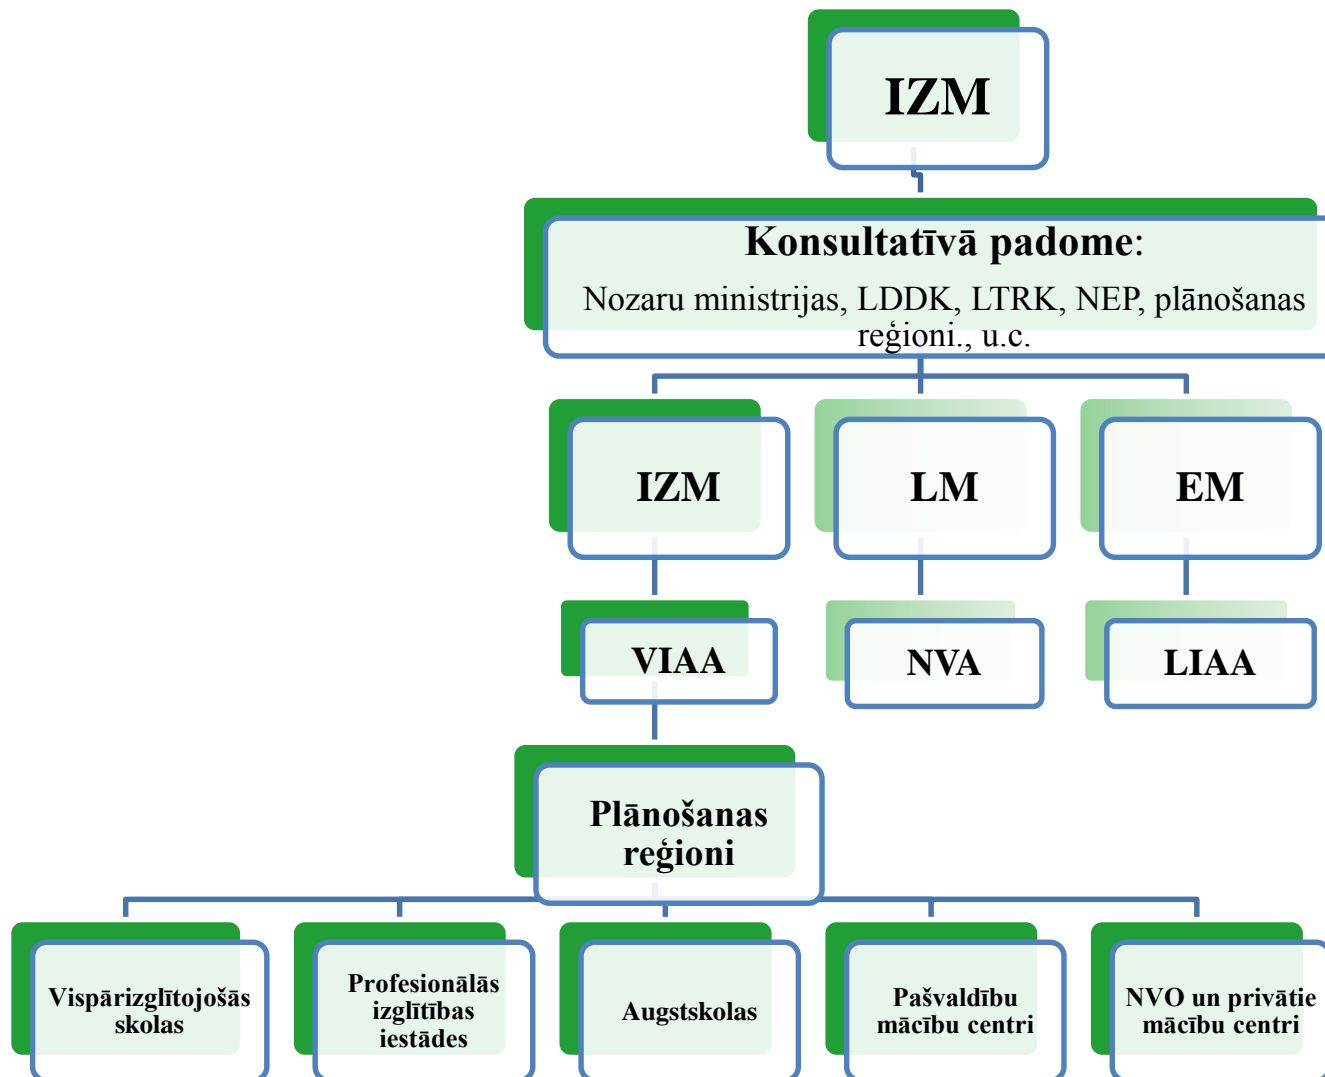 IZM
Konsultatīvā padome:
Nozaru ministrijas, LDDK, LTRK, NEP, plānošanas
reģioni., u.c.
IZM
LM
EM
VIAA
NVA
LIAA
Plānošanas
reģioni
Vispārizglītojošās
skolas
Profesionālās
izglītības
iestādes
Augstskolas
Pašvaldību
mācību centri
NVO un privātie
mācību centri